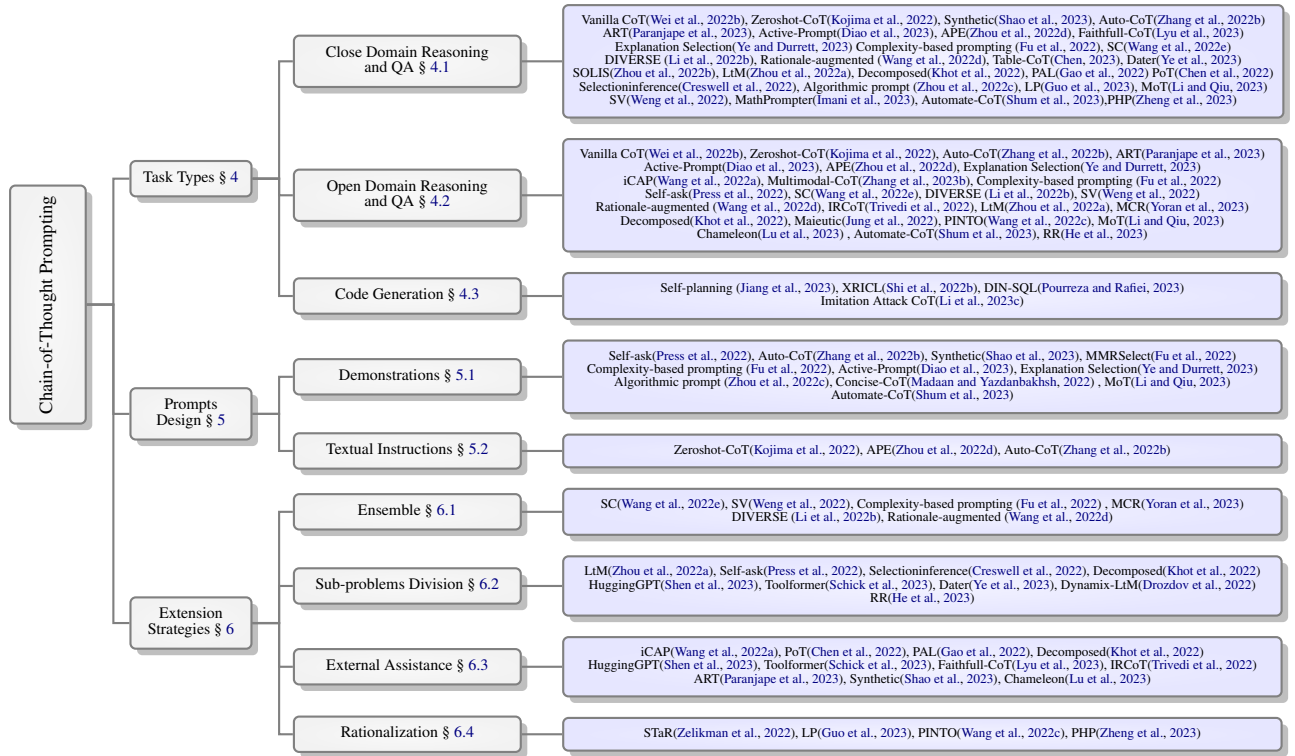 Chain-of-Thought Prompting
Task Types § 4
Close Domain Reasoning
and QA § 4.1
Vanilla CoT(Wei et al., 2022b), Zeroshot-CoT(Kojima et al., 2022), Synthetic(Shao et al., 2023), Auto-CoT(Zhang et al., 2022b)
ART(Paranjape et al., 2023), Active-Prompt(Diao et al., 2023), APE(Zhou et al., 2022d), Faithfull-CoT(Lyu et al., 2023)
Explanation Selection(Ye and Durrett, 2023) Complexity-based prompting (Fu et al., 2022), SC(Wang et al., 2022e)
DIVERSE (Li et al., 2022b), Rationale-augmented (Wang et al., 2022d), Table-CoT(Chen, 2023), Dater(Ye et al., 2023)
SOLIS(Zhou et al., 2022b), LtM(Zhou et al., 2022a), Decomposed(Khot et al., 2022), PAL(Gao et al., 2022) PoT(Chen et al., 2022)
Selectioninference(Creswell et al., 2022), Algorithmic prompt (Zhou et al., 2022c), LP(Guo et al., 2023), MoT(Li and Qiu, 2023)
SV(Weng et al., 2022), MathPrompter(Imani et al., 2023), Automate-CoT(Shum et al., 2023),PHP(Zheng et al., 2023)
Open Domain Reasoning
and QA § 4.2
Vanilla CoT(Wei et al., 2022b), Zeroshot-CoT(Kojima et al., 2022), Auto-CoT(Zhang et al., 2022b), ART(Paranjape et al., 2023)
Active-Prompt(Diao et al., 2023), APE(Zhou et al., 2022d), Explanation Selection(Ye and Durrett, 2023)
iCAP(Wang et al., 2022a), Multimodal-CoT(Zhang et al., 2023b), Complexity-based prompting (Fu et al., 2022)
Self-ask(Press et al., 2022), SC(Wang et al., 2022e), DIVERSE (Li et al., 2022b), SV(Weng et al., 2022)
Rationale-augmented (Wang et al., 2022d), IRCoT(Trivedi et al., 2022), LtM(Zhou et al., 2022a), MCR(Yoran et al., 2023)
Decomposed(Khot et al., 2022), Maieutic(Jung et al., 2022), PINTO(Wang et al., 2022c), MoT(Li and Qiu, 2023)
Chameleon(Lu et al., 2023) , Automate-CoT(Shum et al., 2023), RR(He et al., 2023)
Code Generation § 4.3
Self-planning (Jiang et al., 2023), XRICL(Shi et al., 2022b), DIN-SQL(Pourreza and Rafiei, 2023)
Imitation Attack CoT(Li et al., 2023c)
Prompts
Design § 5
Demonstrations § 5.1
Self-ask(Press et al., 2022), Auto-CoT(Zhang et al., 2022b), Synthetic(Shao et al., 2023), MMRSelect(Fu et al., 2022)
Complexity-based prompting (Fu et al., 2022), Active-Prompt(Diao et al., 2023), Explanation Selection(Ye and Durrett, 2023)
Algorithmic prompt (Zhou et al., 2022c), Concise-CoT(Madaan and Yazdanbakhsh, 2022) , MoT(Li and Qiu, 2023)
Automate-CoT(Shum et al., 2023)
Textual Instructions § 5.2
Zeroshot-CoT(Kojima et al., 2022), APE(Zhou et al., 2022d), Auto-CoT(Zhang et al., 2022b)
Extension
Strategies § 6
Ensemble § 6.1
SC(Wang et al., 2022e), SV(Weng et al., 2022), Complexity-based prompting (Fu et al., 2022) , MCR(Yoran et al., 2023)
DIVERSE (Li et al., 2022b), Rationale-augmented (Wang et al., 2022d)
Sub-problems Division § 6.2
LtM(Zhou et al., 2022a), Self-ask(Press et al., 2022), Selectioninference(Creswell et al., 2022), Decomposed(Khot et al., 2022)
HuggingGPT(Shen et al., 2023), Toolformer(Schick et al., 2023), Dater(Ye et al., 2023), Dynamix-LtM(Drozdov et al., 2022)
RR(He et al., 2023)
External Assistance § 6.3
iCAP(Wang et al., 2022a), PoT(Chen et al., 2022), PAL(Gao et al., 2022), Decomposed(Khot et al., 2022)
HuggingGPT(Shen et al., 2023), Toolformer(Schick et al., 2023), Faithful-CoT(Lyu et al., 2023), IRCoT(Trivedi et al., 2022)
ART(Paranjape et al., 2023), Synthetic(Shao et al., 2023), Chameleon(Lu et al., 2023)
Rationalization § 6.4
STaR(Zelikman et al., 2022), LP(Guo et al., 2023), PINTO(Wang et al., 2022c), PHP(Zheng et al., 2023)